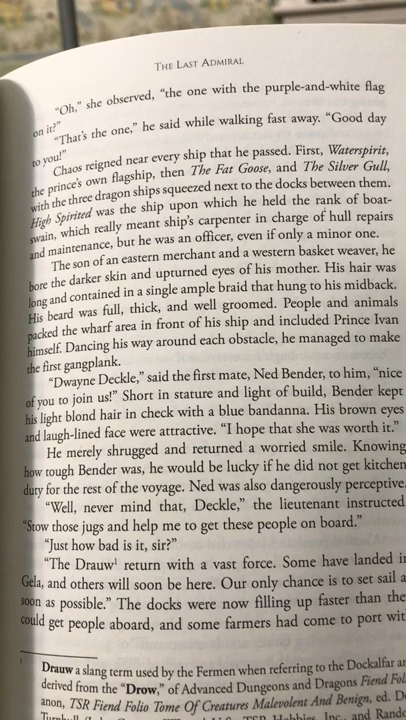 THE LAST ADMIRAL
“Oh,” she observed, “the one with the purple-and-white flag
on it?”
“That’s the one,” he said while walking fast away. “Good day
to you!”
Chaos reigned near every ship that he passed. First, Waterspirit,
the prince’s own flagship, then The Fat Goose, and The Silver Gull,
with the three dragon ships squeezed next to the docks between them.
High Spirited was the ship upon which he held the rank of boat-
swain, which really meant ship’s carpenter in charge of hull repairs
and maintenance, but he was an officer, even if only a minor one.
The son of an eastern merchant and a western basket weaver, he
bore the darker skin and upturned eyes of his mother. His hair was
long and contained in a single ample braid that hung to his midback.
His beard was full, thick, and well groomed. People and animals
packed the wharf area in front of his ship and included Prince Ivan
himself. Dancing his way around each obstacle, he managed to make
the first gangplank.
“Dwayne Deckle,” said the first mate, Ned Bender, to him, “nice
of you to join us!” Short in stature and light of build, Bender kept
his light blond hair in check with a blue bandanna. His brown eyes
and laugh-lined face were attractive. “I hope that she was worth it.”
He merely shrugged and returned a worried smile. Knowing
how tough Bender was, he would be lucky if he did not get kitchen
duty for the rest of the voyage. Ned was also dangerously perceptive.
“Well, never mind that, Deckle,” the lieutenant instructed.
“Stow those jugs and help me to get these people on board.”
“Just how bad is it, sir?”
“The Drauw¹ return with a vast force. Some have landed in
Gela, and others will soon be here. Our only chance is to set sail a
soon as possible.” The docks were now filling up faster than the
could get people aboard, and some farmers had come to port wit
1
Drauw a slang term used by the Fermen when referring to the Dockalfar an
derived from the “Drow,” of Advanced Dungeons and Dragons Fiend Fol
anon, TSR Fiend Folio Tome Of Creatures Malevolent And Benign, ed. Do
Hobbies, Inc. and Rando